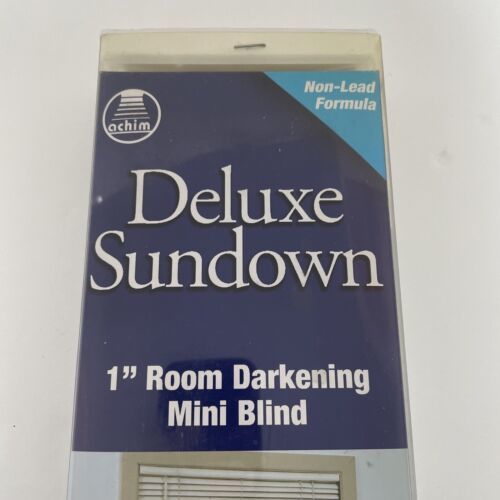 Non-Lead
Formula
achim
Deluxe
Sundown
1” Room Darkening
Mini Blind